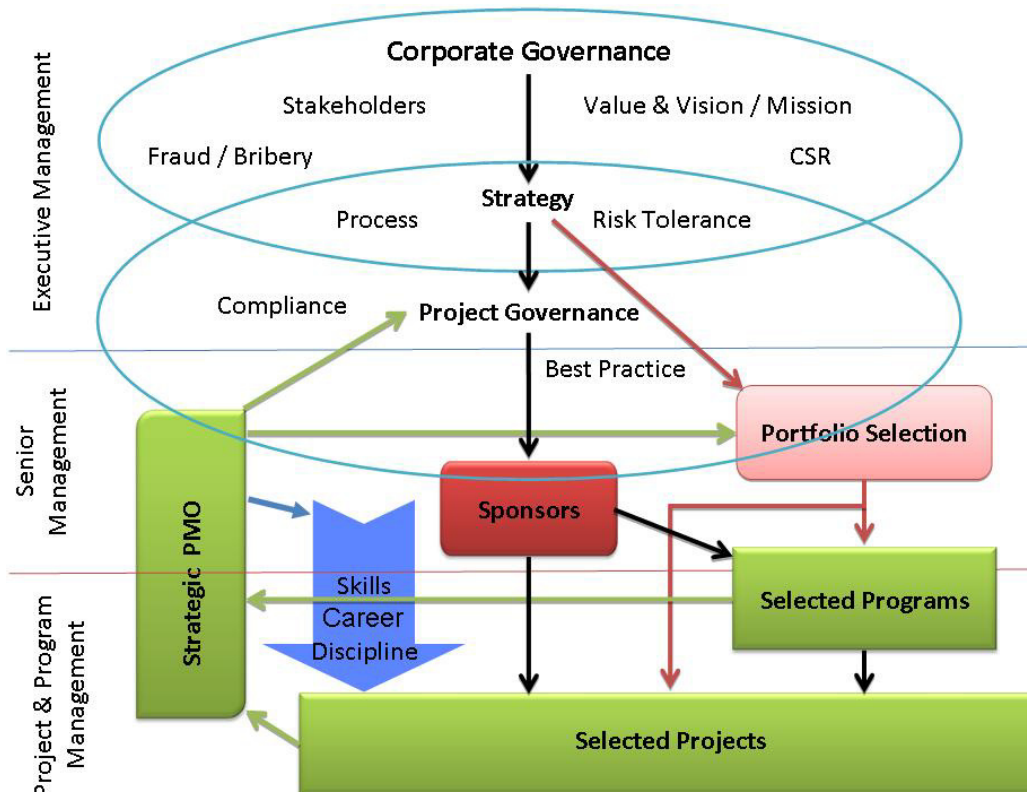 Executive Management
Corporate Governance
Stakeholders
Value & Vision / Mission
Fraud / Bribery
CSR
Strategy
Process
Risk Tolerance
Compliance
Project Governance
Best Practice
Senior
Management
Portfolio Selection
Sponsors
Strategic PMO
Skills
Career
Discipline
Selected Programs
Project & Program
Management
Selected Projects